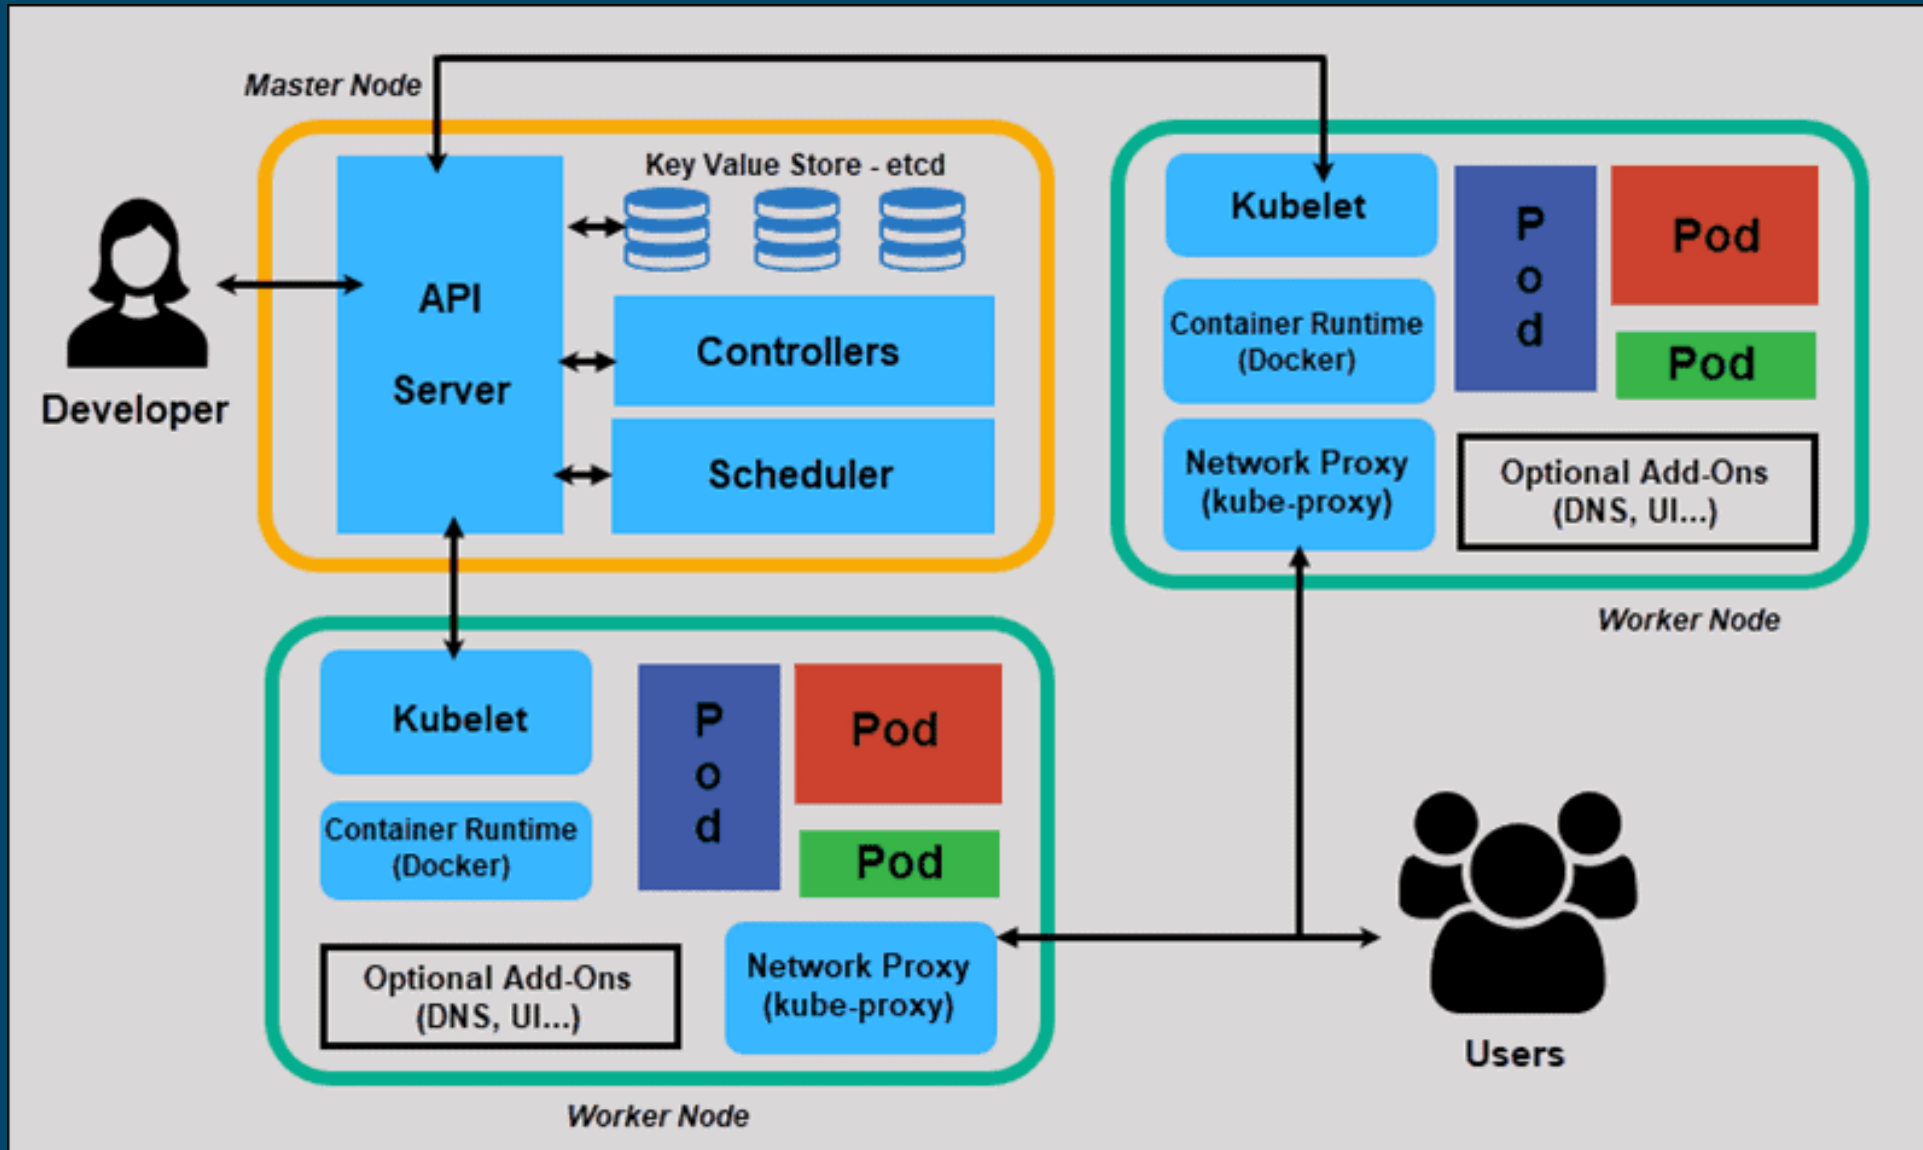 Master Node
Key Value Store - etcd
API
Server
Controllers
Scheduler
Developer
Kubelet
Container Runtime
(Docker)
Network Proxy
(kube-proxy)
Pod
Pod
Pod
Optional Add-Ons
(DNS, UI...)
Worker Node
Kubelet
Container Runtime
(Docker)
Pod
Pod
Pod
Optional Add-Ons
(DNS, UI...)
Network Proxy
(kube-proxy)
Worker Node
Users